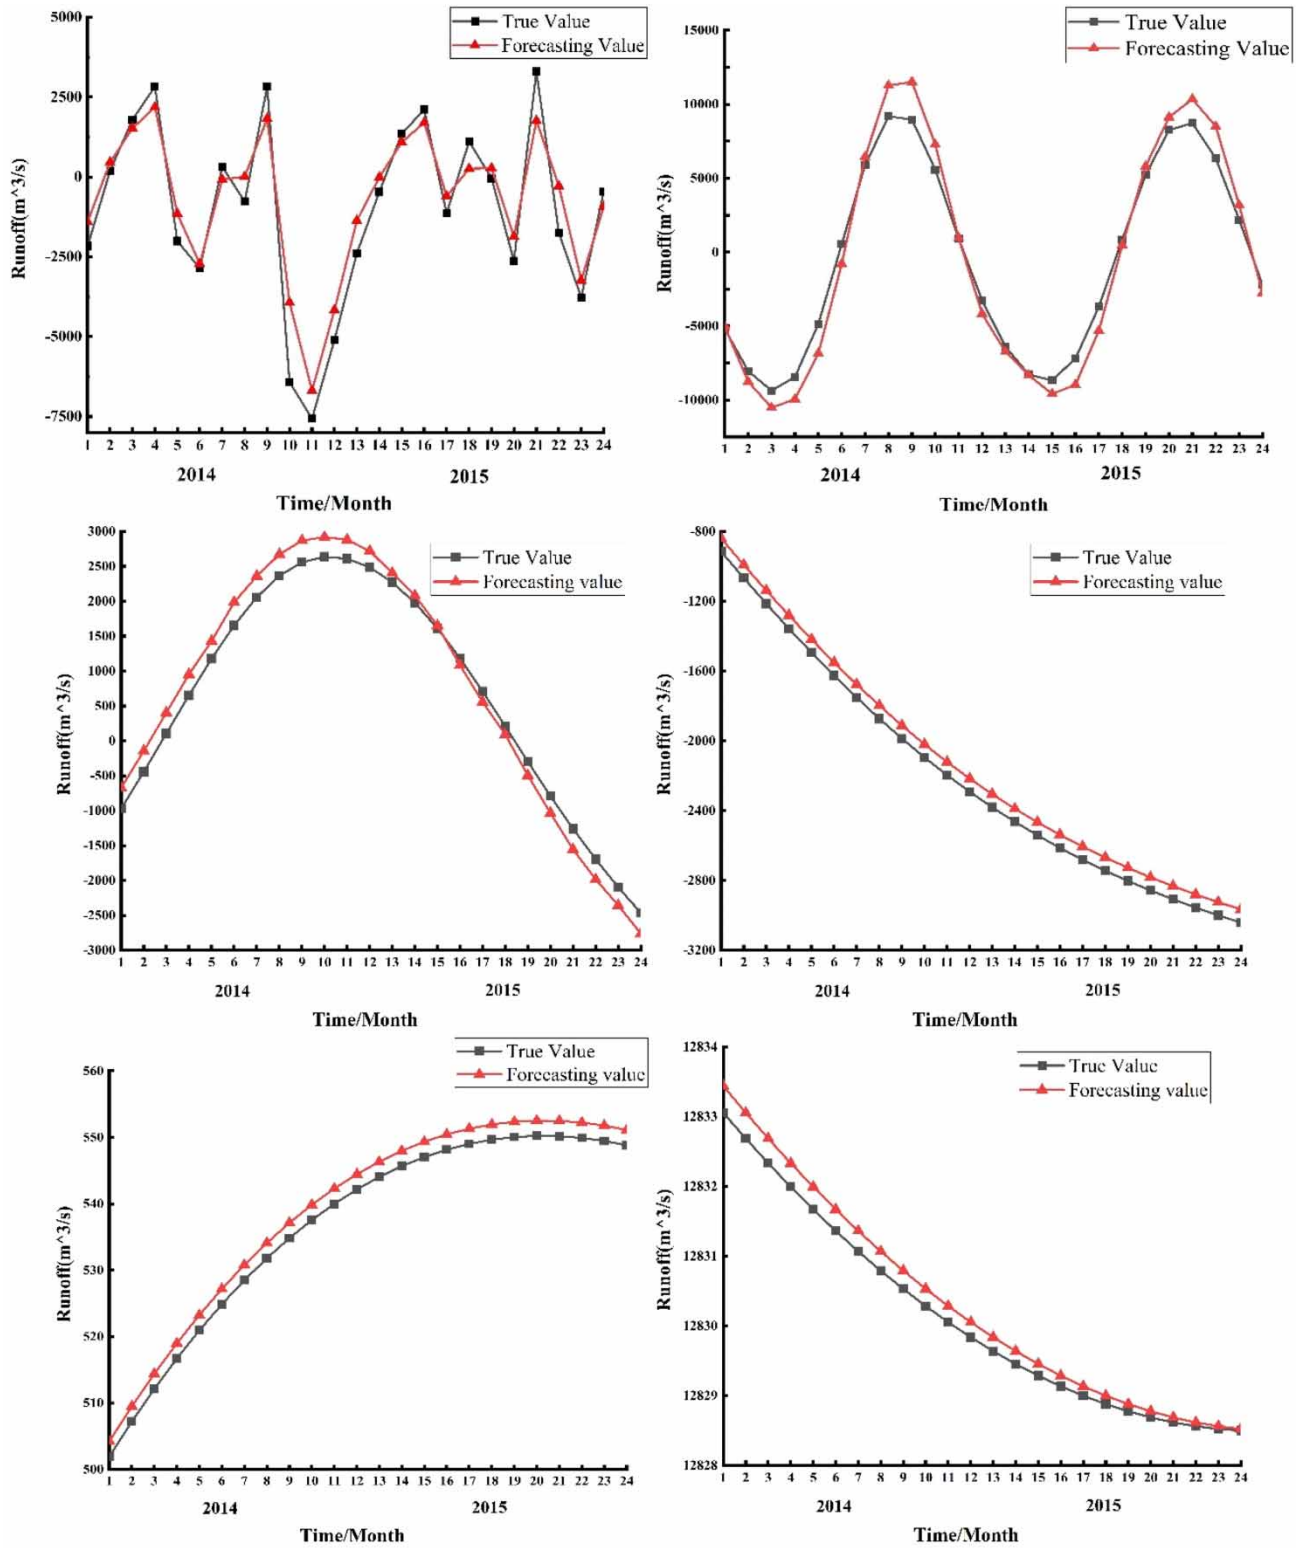 True Value
Forecasting Value
Runoff(m^3/s)
5000
2500
0
-2500
-5000
-7500
1 2 3 4 5 6 7 8 9 10 11 12 13 14 15 16 17 18 19 20 21 22 23 24
2014 2015
Time/Month
True Value
Forecasting Value
Runoff(m^3/s)
15000
10000
5000
0
-5000
-10000
1 2 3 4 5 6 7 8 9 10 11 12 13 14 15 16 17 18 19 20 21 22 23 24
2014 2015
Time/Month
True Value
Forecasting value
Runoff(m^3/s)
3000
2500
2000
1500
1000
500
0
-500
-1000
-1500
-2000
-2500
-3000
1 2 3 4 5 6 7 8 9 10 11 12 13 14 15 16 17 18 19 20 21 22 23 24
2014 2015
Time/Month
True Value
Forecasting value
Runoff(m^3/s)
-800
-1200
-1600
-2000
-2400
-2800
-3200
1 2 3 4 5 6 7 8 9 10 11 12 13 14 15 16 17 18 19 20 21 22 23 24
2014 2015
Time/Month
True Value
Forecasting value
Runoff(m^3/s)
560
550
540
530
520
510
500
1 2 3 4 5 6 7 8 9 10 11 12 13 14 15 16 17 18 19 20 21 22 23 24
2014 2015
Time/Month
True Value
Forecasting value
Runoff(m^3/s)
12834
12833
12832
12831
12830
12829
12828
1 2 3 4 5 6 7 8 9 10 11 12 13 14 15 16 17 18 19 20 21 22 23 24
2014 2015
Time/Month